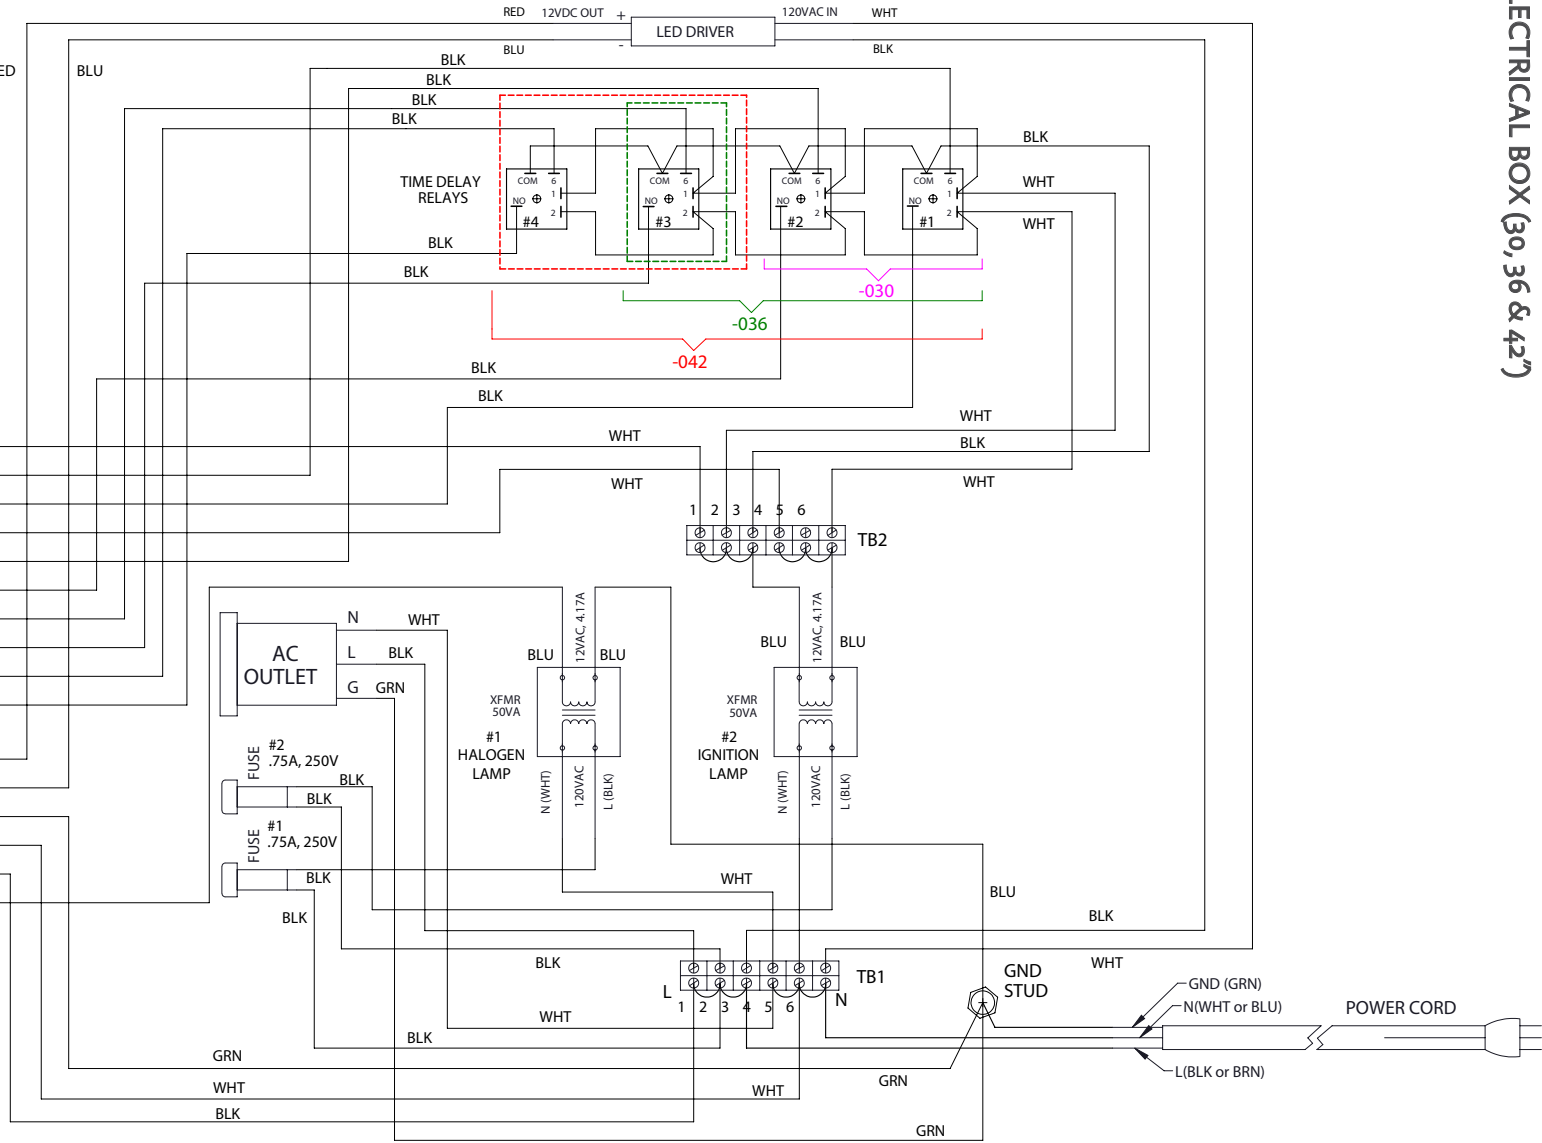 RED 12VDC OUT + 120VAC IN WHT
LED DRIVER
BLU - BLK
ED BLU
BLK
BLK
BLK
BLK
BLK
TIME DELAY
RELAYS
COM 6
1
NO
2
#4
COM 6
1
NO
2
#3
COM 6
1
NO
2
#2
COM 6
1
NO
2
#1
WHT
WHT
BLK
BLK
-030
-036
-042
BLK
BLK
WHT
WHT
BLK
WHT
WHT
1 2 3 4 5 6
TB2
AC
OUTLET
N WHT
L BLK
G GRN
BLU 12VAC, 4.17A BLU
XFMR
50VA
#1
HALOGEN
LAMP
N (WHT) 120VAC L (BLK)
BLU 12VAC, 4.17A BLU
XFMR
50VA
#2
IGNITION
LAMP
N (WHT) 120VAC L (BLK)
FUSE #2
.75A, 250V
BLK
BLK
FUSE #1
.75A, 250V
BLK
BLK
WHT
BLU
BLK
BLK
WHT
TB1
L N
1 2 3 4 5 6
GND
STUD
GND (GRN)
N(WHT or BLU)
L(BLK or BRN)
POWER CORD
WHT
BLK
GRN
GRN
WHT
WHT
BLK
GRN
LECTRICAL BOX (30, 36 & 42")